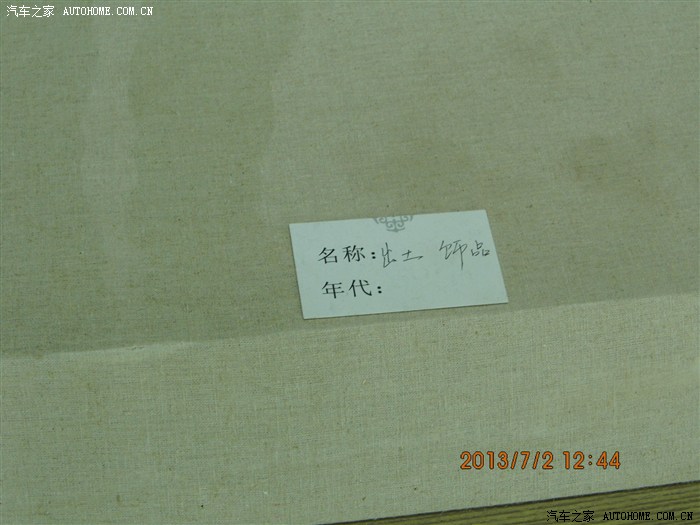 汽车之家 AUTOHOME.COM.CN
名称：出土 饰品
年代：
2013/7/2 12:44
汽车之家 AUTOHOME.COM.CN